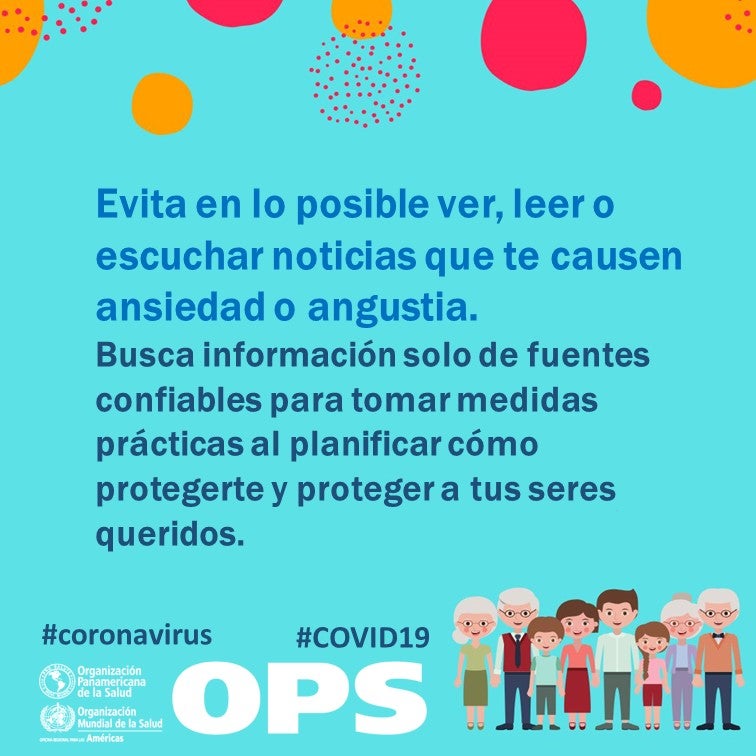 Evita en lo posible ver, leer o
escuchar noticias que te causen
ansiedad o angustia.
Busca información solo de fuentes
confiables para tomar medidas
prácticas al planificar cómo
protegerte y proteger a tus seres
queridos.
#coronavirus
#COVID19
Organización
Panamericana
de la Salud
Organización
Mundial de la Salud
OFICINA REGIONAL PARA LAS Américas
OPS